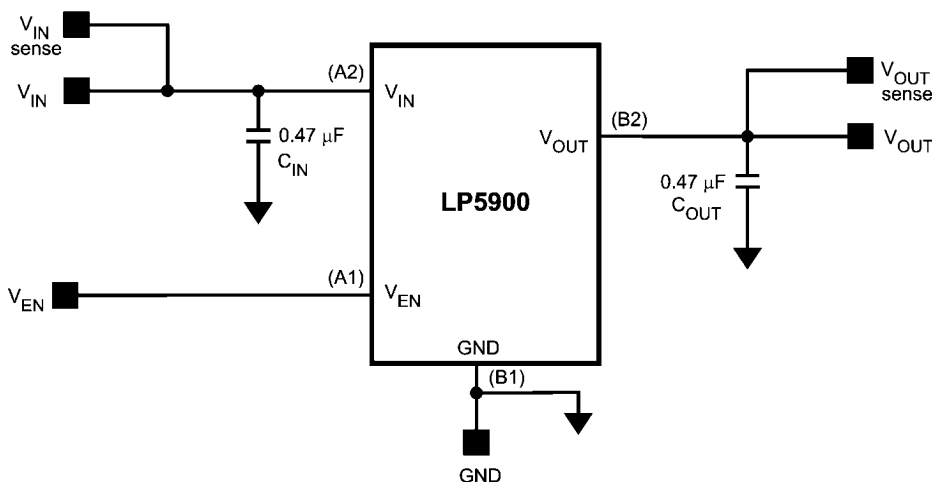 V_IN
sense
V_IN
(A2)
V_IN
0.47 μF
C_IN
LP5900
V_OUT
(B2)
V_OUT
sense
V_OUT
0.47 μF
C_OUT
V_EN
(A1)
V_EN
GND
(B1)
GND